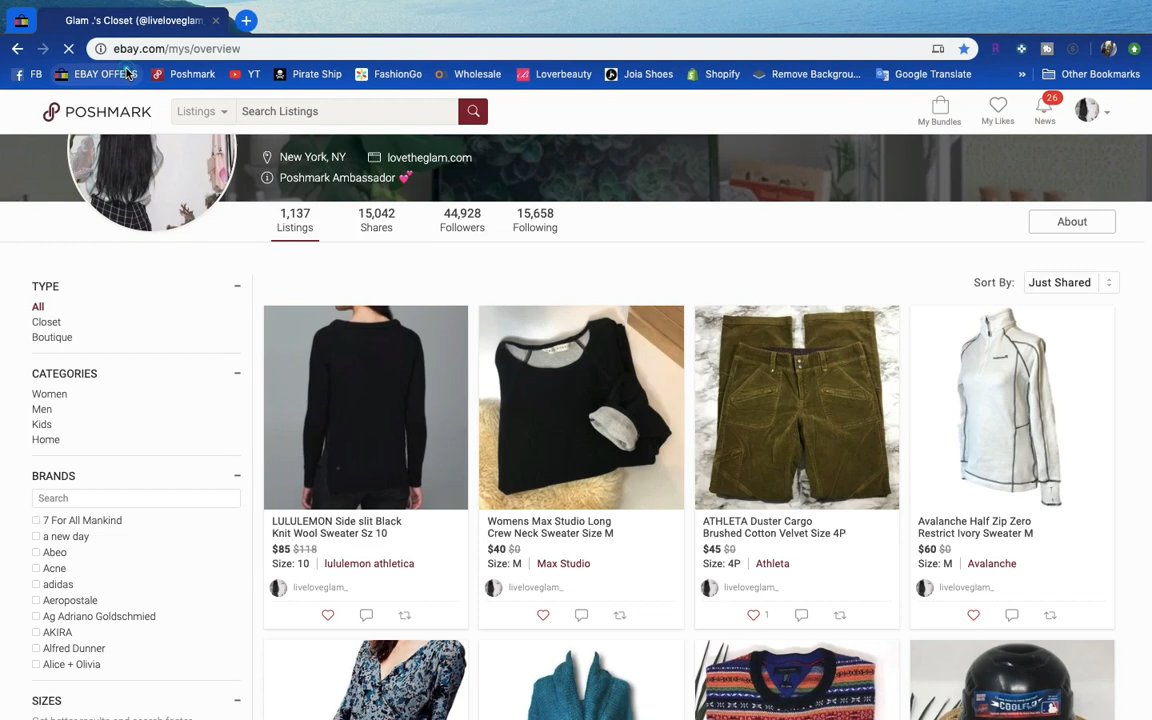 Glam .'s Closet (@liveloveglam_
ebay.com/mys/overview
FB
EBAY OFFERS
Poshmark
YT
Pirate Ship
FashionGo
Wholesale
Loverbeauty
Joia Shoes
Shopify
Remove Backgrou...
Google Translate
»
Other Bookmarks
POSHMARK
Listings
Search Listings
My Bundles
My Likes
26
News
New York, NY
lovetheglam.com
Poshmark Ambassador
1,137
Listings
15,042
Shares
44,928
Followers
15,658
Following
About
Sort By:
Just Shared
TYPE
All
Closet
Boutique
CATEGORIES
Women
Men
Kids
Home
BRANDS
Search
7 For All Mankind
a new day
Abeo
Acne
adidas
Aeropostale
Ag Adriano Goldschmied
AKIRA
Alfred Dunner
Alice + Olivia
SIZES
LULULEMON Side slit Black
Knit Wool Sweater Sz 10
$85 $118
Size: 10 lululemon athletica
liveloveglam_
Womens Max Studio Long
Crew Neck Sweater Size M
$40 $0
Size: M Max Studio
liveloveglam_
ATHLETA Duster Cargo
Brushed Cotton Velvet Size 4P
$45 $0
Size: 4P Athleta
liveloveglam_
1
Avalanche Half Zip Zero
Restrict Ivory Sweater M
$60 $0
Size: M Avalanche
liveloveglam_
COOLFLO